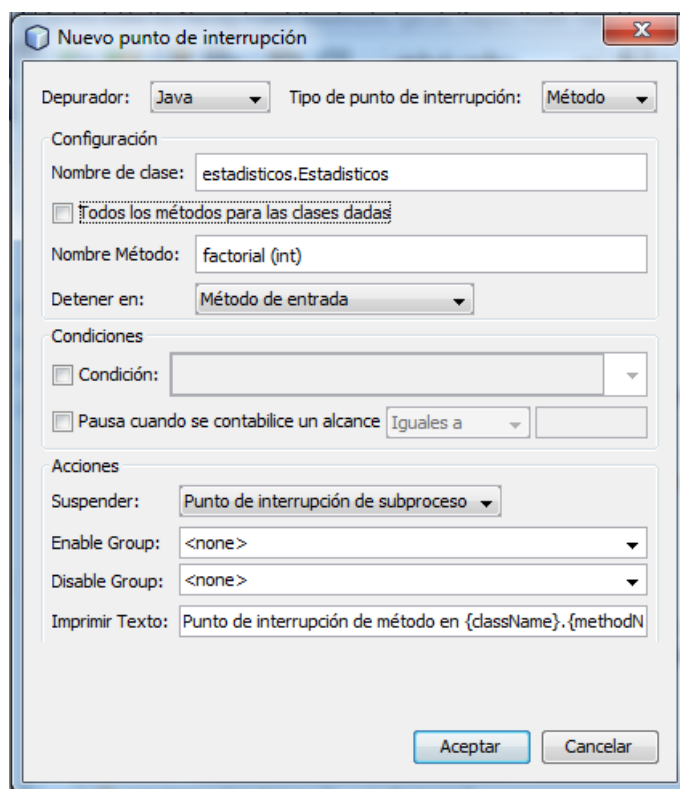 Nuevo punto de interrupción
Depurador: Java Tipo de punto de interrupción: Método
Configuración
Nombre de clase: estadisticos.Estadisticos
Todos los métodos para las clases dadas
Nombre Método: factorial (int)
Detener en: Método de entrada
Condiciones
Condición:
Pausa cuando se contabilice un alcance Iguales a
Acciones
Suspender: Punto de interrupción de subproceso
Enable Group: <none>
Disable Group: <none>
Imprimir Texto: Punto de interrupción de método en {className}.{methodN
Aceptar Cancelar